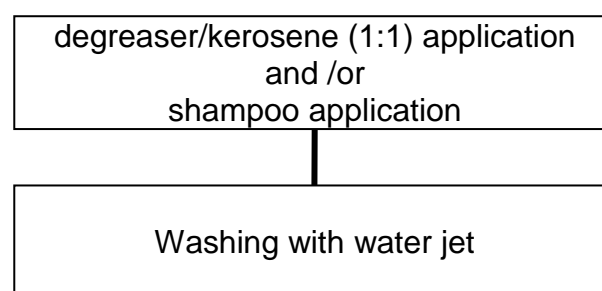 degreaser/kerosene (1:1) application
and /or
shampoo application
Washing with water jet